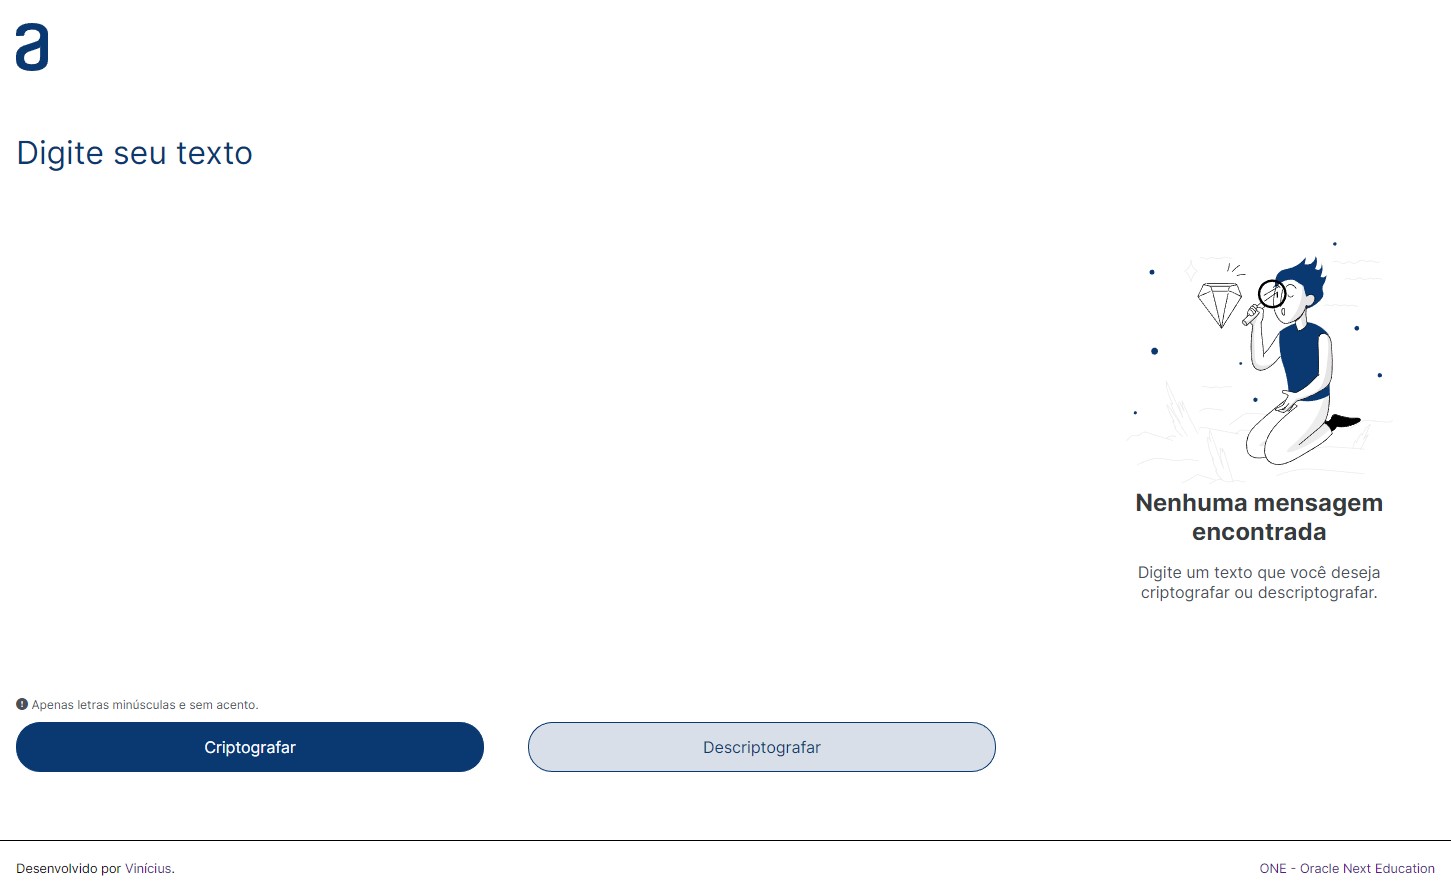 a
Digite seu texto
Nenhuma mensagem
encontrada
Digite um texto que você deseja
criptografar ou descriptografar.
Apenas letras minúsculas e sem acento.
Criptografar
Descriptografar
Desenvolvido por Vinícius.
ONE - Oracle Next Education